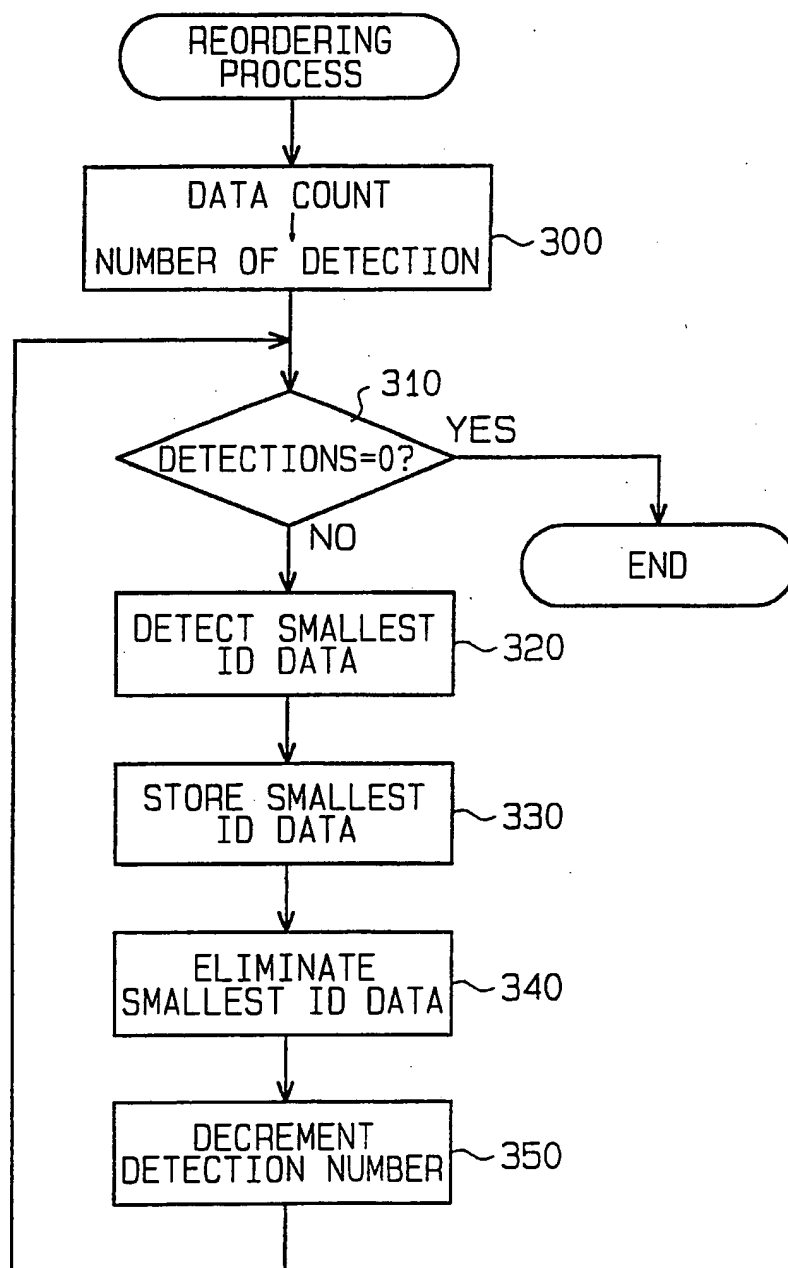 REORDERING
PROCESS
DATA COUNT
↓
NUMBER OF DETECTION
300
310
DETECTIONS=0?
YES
NO
END
DETECT SMALLEST
ID DATA
320
STORE SMALLEST
ID DATA
330
ELIMINATE
SMALLEST ID DATA
340
DECREMENT
DETECTION NUMBER
350